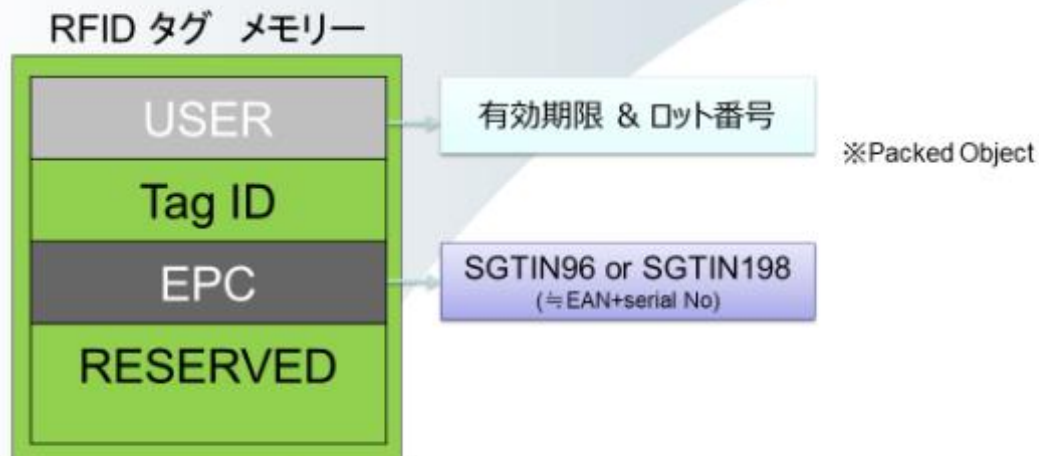 RFID タグ メモリー
USER
有効期限 & ロット番号
※Packed Object
Tag ID
EPC
SGTIN96 or SGTIN198
(≒EAN+serial No)
RESERVED